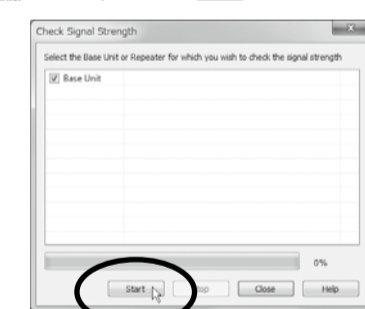 Check Signal Strength
Select the Base Unit or Repeater for which you wish to check the signal strength
Base Unit
0%
Start Stop Close Help